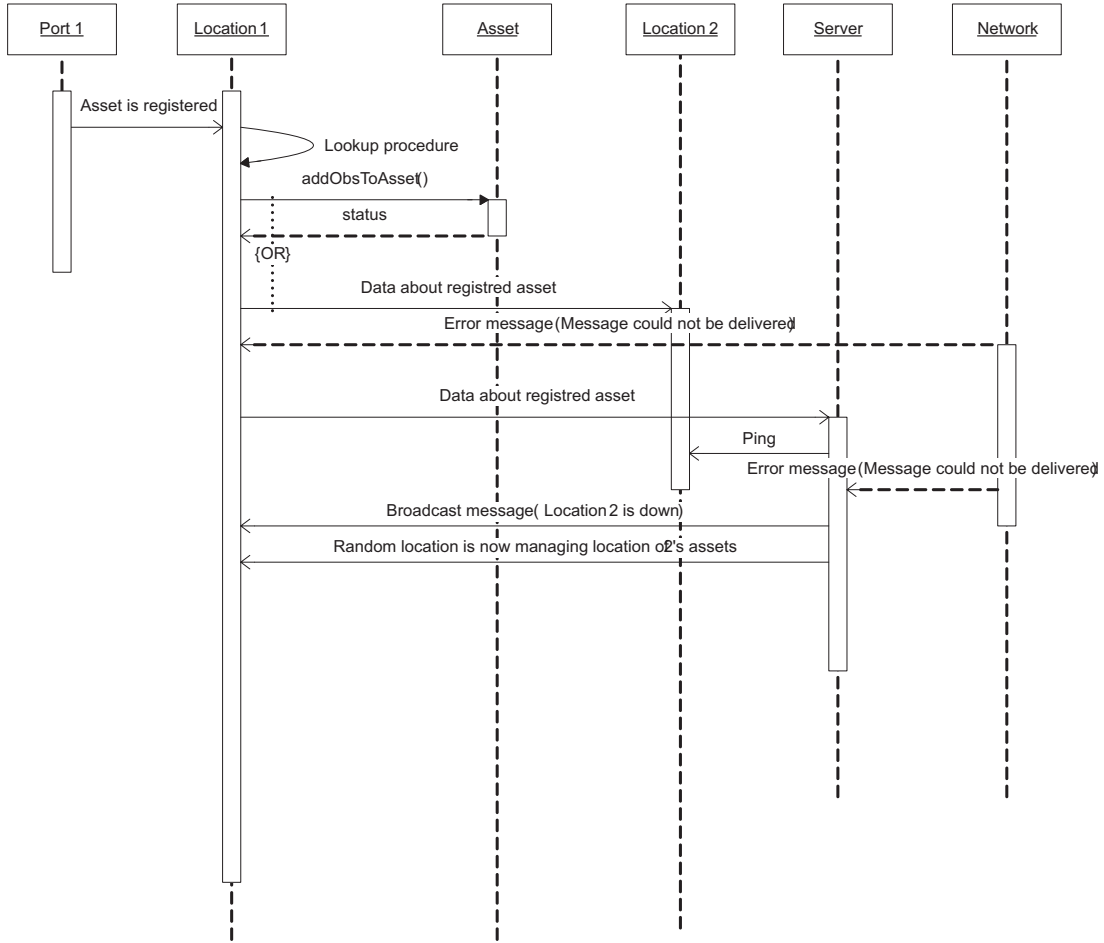 Port 1
Location 1
Asset
Location 2
Server
Network
Asset is registered
Lookup procedure
addObsToAsset()
status
{OR}
Data about registred asset
Error message (Message could not be delivered)
Data about registred asset
Ping
Error message (Message could not be delivered)
Broadcast message( Location 2 is down)
Random location is now managing location of2's assets